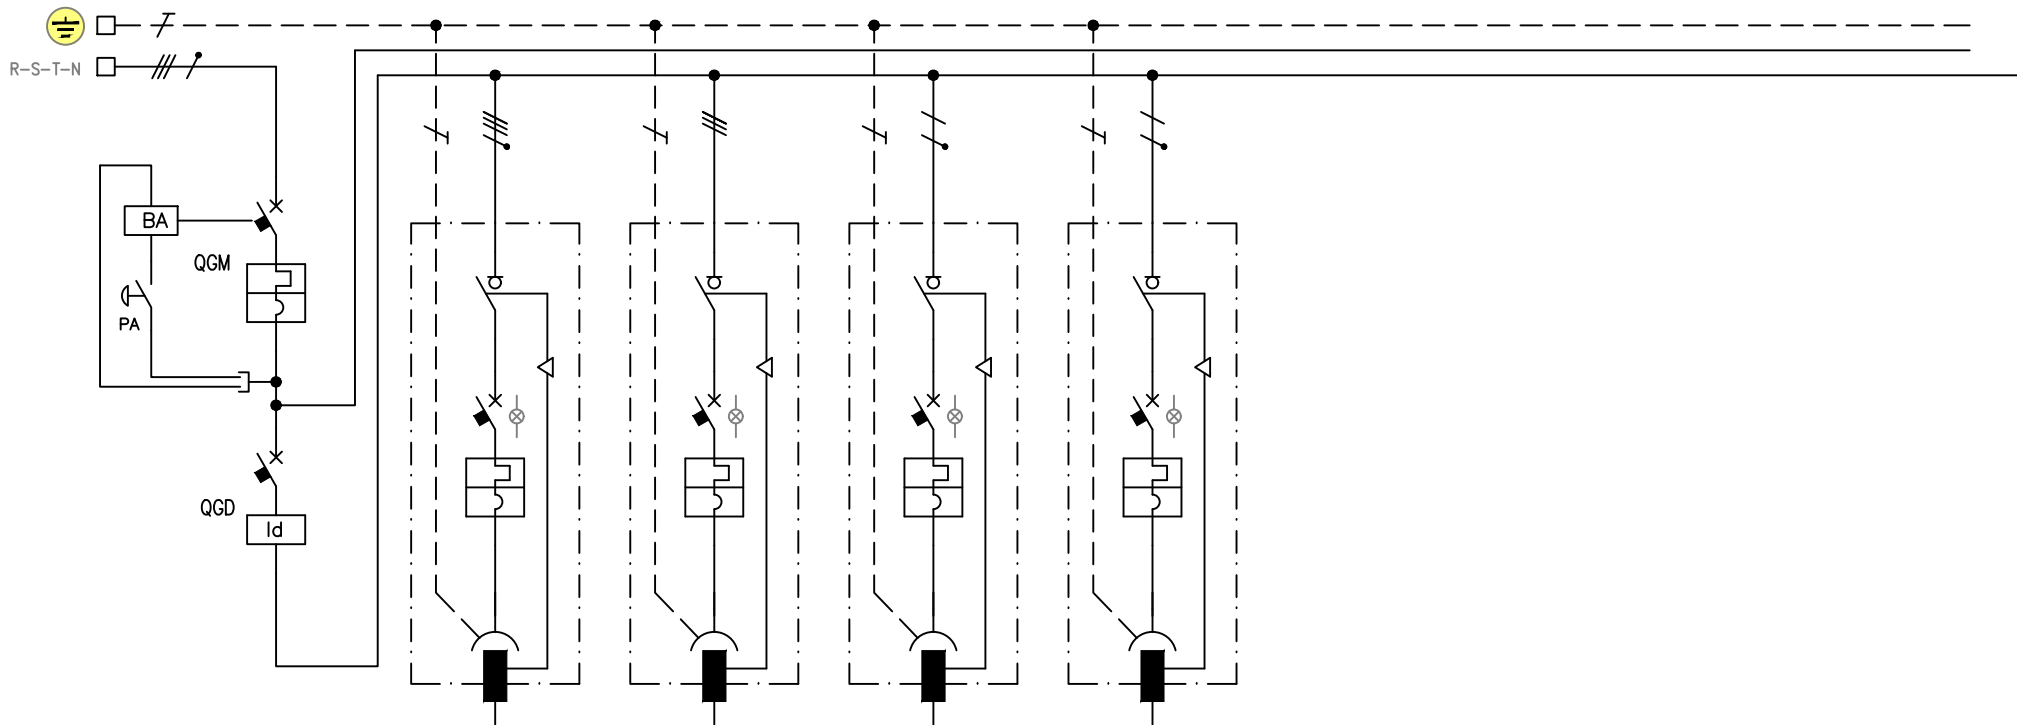 R-S-T-N
BA
QGM
PA
QGD
Id